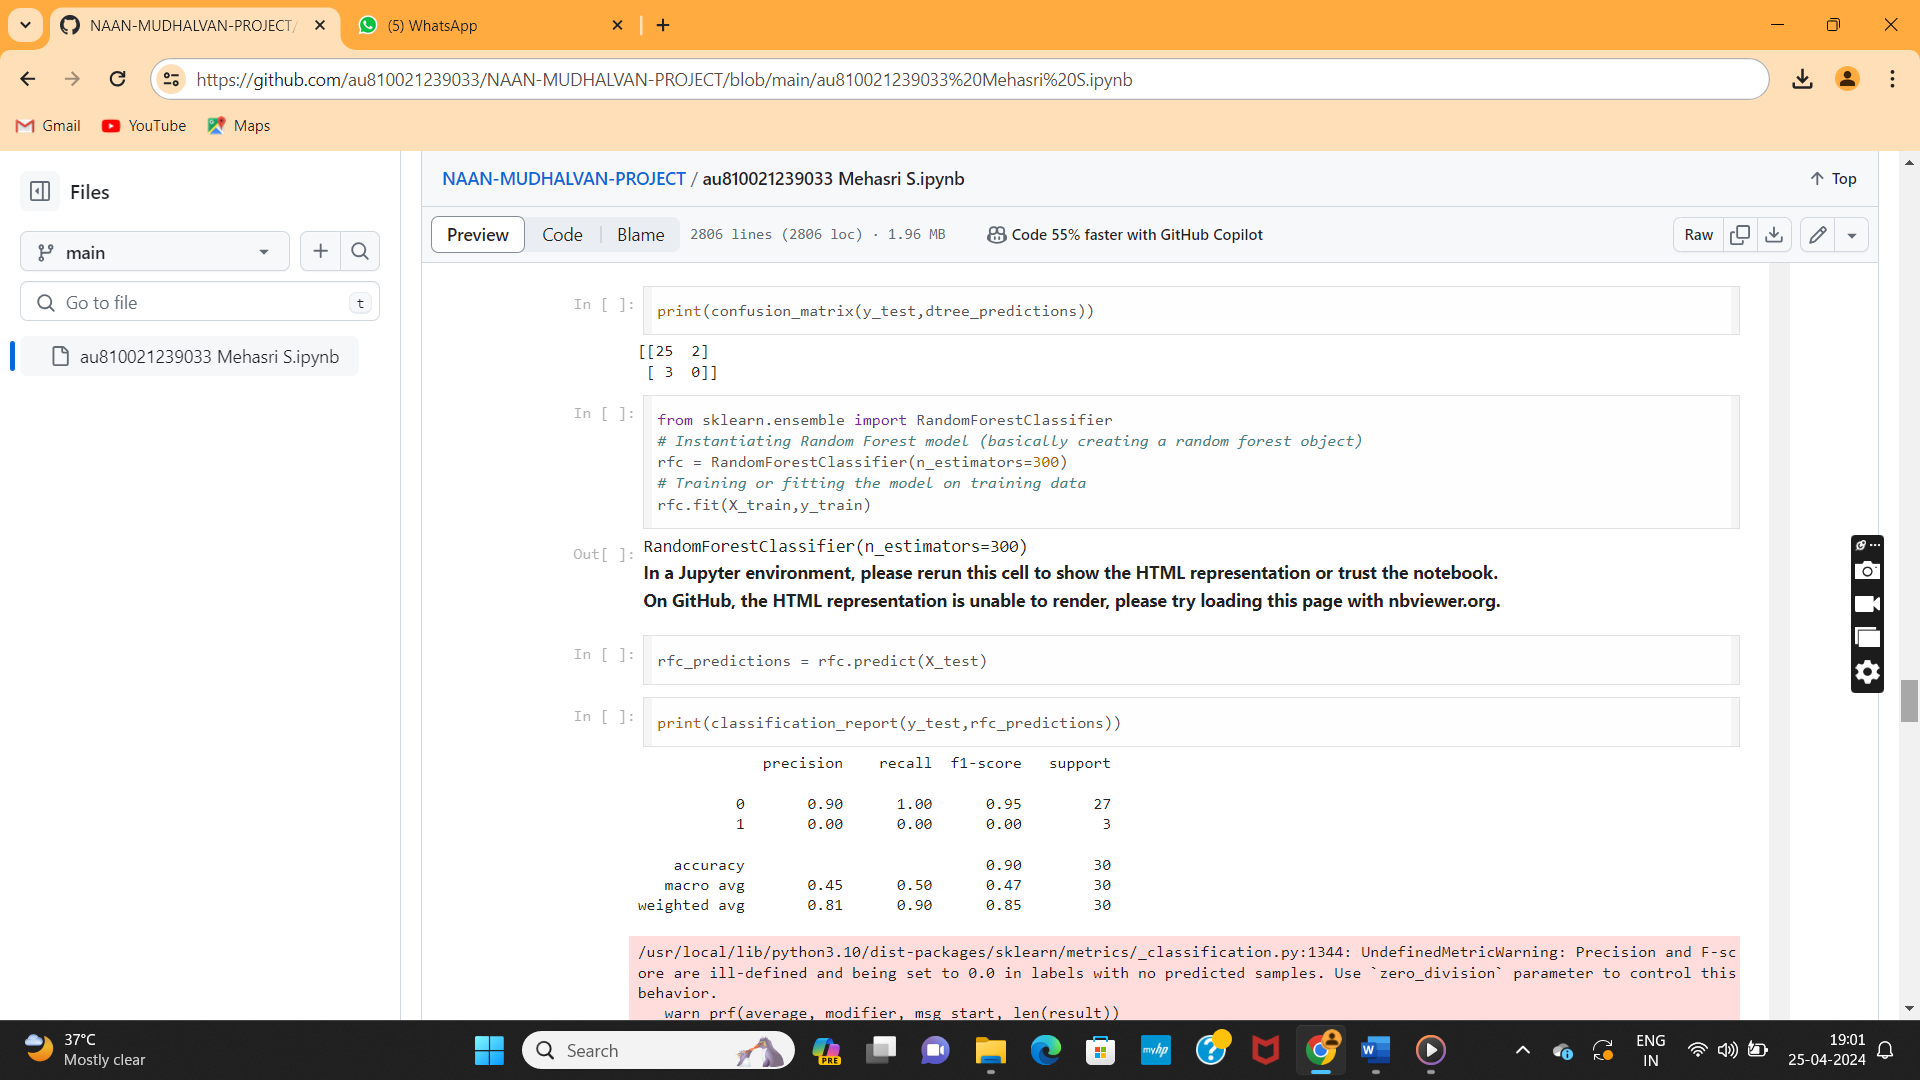 NAAN-MUDHALVAN-PROJECT/
(5) WhatsApp
https://github.com/au810021239033/NAAN-MUDHALVAN-PROJECT/blob/main/au810021239033%20Mehasri%20S.ipynb
Gmail YouTube Maps
Files
main
Go to file t
au810021239033 Mehasri S.ipynb
NAAN-MUDHALVAN-PROJECT / au810021239033 Mehasri S.ipynb
Top
Preview Code Blame 2806 lines (2806 loc) · 1.96 MB Code 55% faster with GitHub Copilot Raw
In [ ]: print(confusion_matrix(y_test,dtree_predictions))
[[25  2]
 [ 3  0]]
In [ ]: from sklearn.ensemble import RandomForestClassifier
# Instantiating Random Forest model (basically creating a random forest object)
rfc = RandomForestClassifier(n_estimators=300)
# Training or fitting the model on training data
rfc.fit(X_train,y_train)
Out[ ]: RandomForestClassifier(n_estimators=300)
In a Jupyter environment, please rerun this cell to show the HTML representation or trust the notebook.
On GitHub, the HTML representation is unable to render, please try loading this page with nbviewer.org.
In [ ]: rfc_predictions = rfc.predict(X_test)
In [ ]: print(classification_report(y_test,rfc_predictions))
precision recall f1-score support
0 0.90 1.00 0.95 27
1 0.00 0.00 0.00 3
accuracy 0.90 30
macro avg 0.45 0.50 0.47 30
weighted avg 0.81 0.90 0.85 30
/usr/local/lib/python3.10/dist-packages/sklearn/metrics/_classification.py:1344: UndefinedMetricWarning: Precision and F-sc
ore are ill-defined and being set to 0.0 in labels with no predicted samples. Use `zero_division` parameter to control this
behavior.
_warn_prf(average, modifier, msg_start, len(result))
37°C
Mostly clear
Search
PRE
myhp
ENG
IN
19:01
25-04-2024